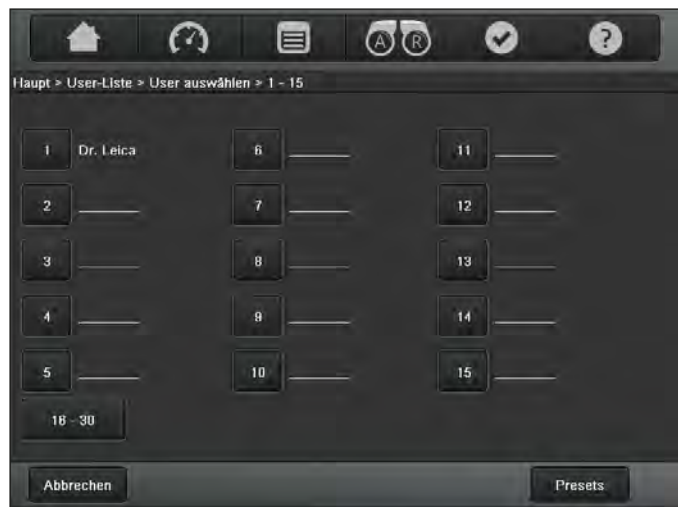 A R ?
Haupt > User-Liste > User auswählen > 1 - 15
1 Dr. Leica 6 11
2 7 12
3 8 13
4 9 14
5 10 15
16 - 30
Abbrechen Presets